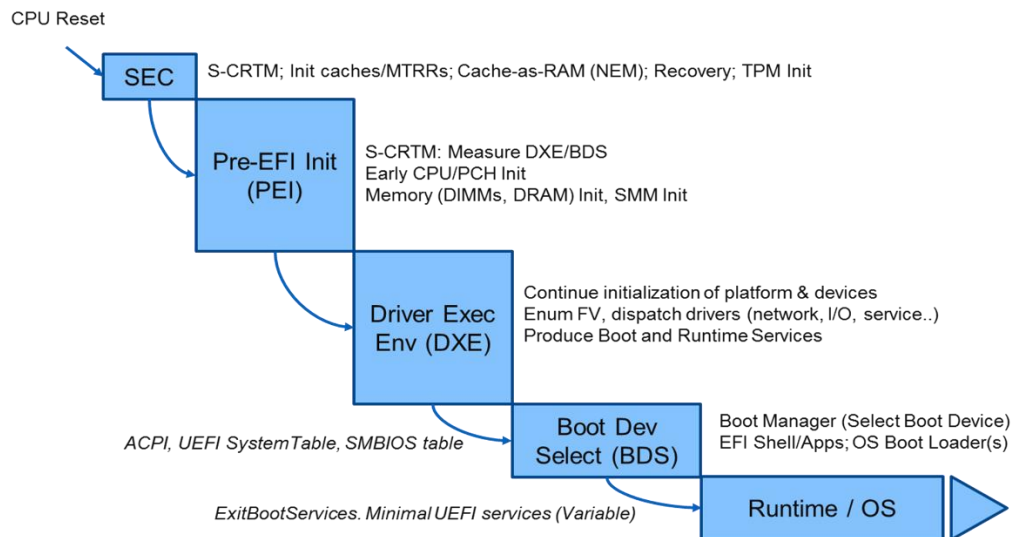 CPU Reset
SEC
S-CRTM; Init caches/MTRRs; Cache-as-RAM (NEM); Recovery; TPM Init
Pre-EFI Init
(PEI)
S-CRTM: Measure DXE/BDS
Early CPU/PCH Init
Memory (DIMMs, DRAM) Init, SMM Init
Driver Exec
Env (DXE)
Continue initialization of platform & devices
Enum FV, dispatch drivers (network, I/O, service..)
Produce Boot and Runtime Services
ACPI, UEFI SystemTable, SMBIOS table
Boot Dev
Select (BDS)
Boot Manager (Select Boot Device)
EFI Shell/Apps; OS Boot Loader(s)
ExitBootServices. Minimal UEFI services (Variable)
Runtime / OS